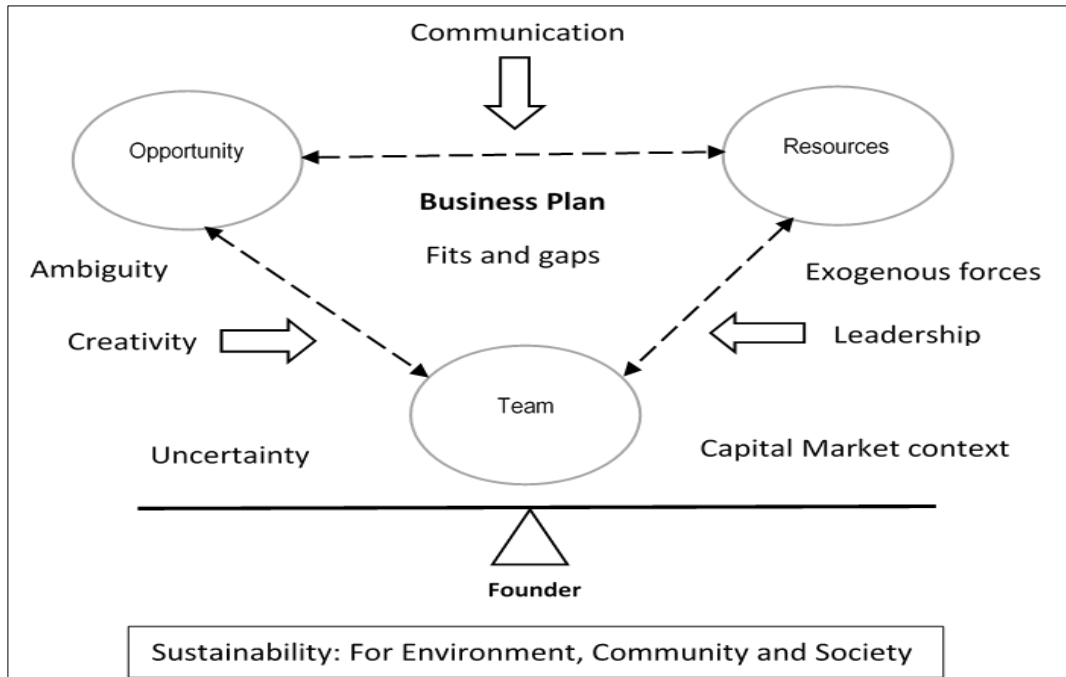 Communication
Opportunity
Resources
Business Plan
Fits and gaps
Ambiguity
Exogenous forces
Creativity
Leadership
Team
Uncertainty
Capital Market context
Founder
Sustainability: For Environment, Community and Society